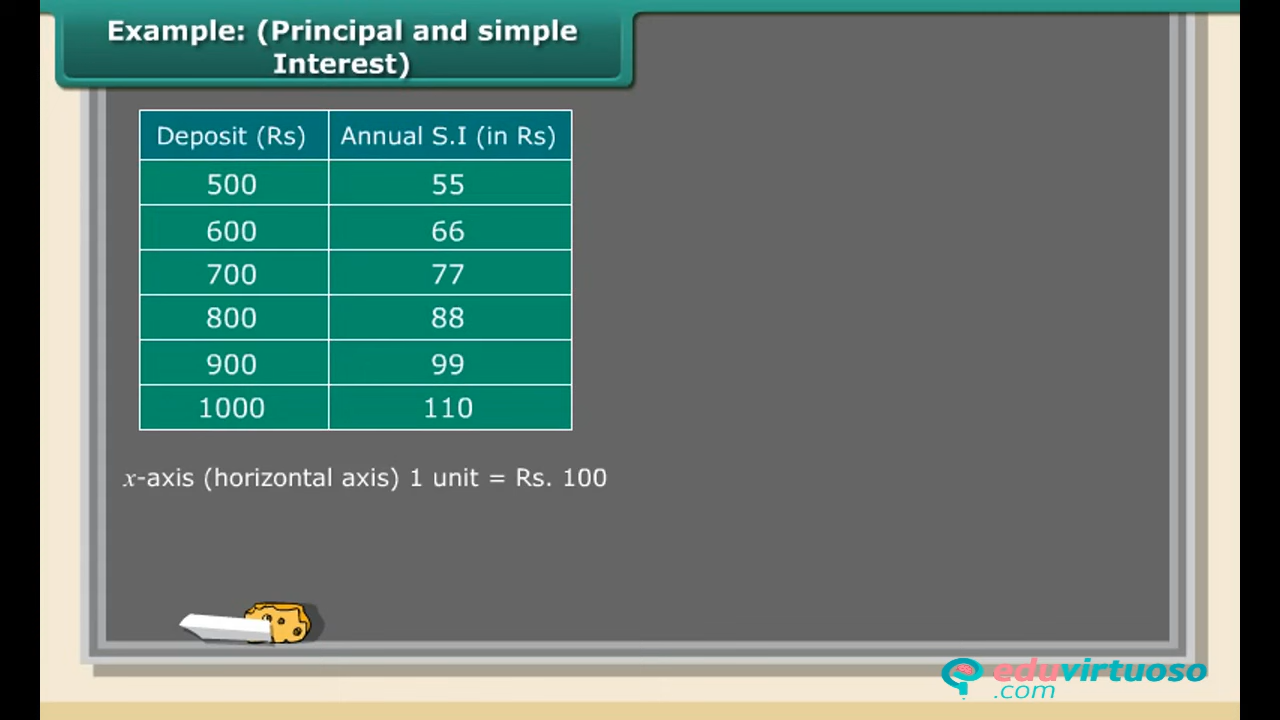 Example: (Principal and simple
Interest)
Deposit (Rs) Annual S.I (in Rs)
500 55
600 66
700 77
800 88
900 99
1000 110
x-axis (horizontal axis) 1 unit = Rs. 100
eduvirtuoso
.com